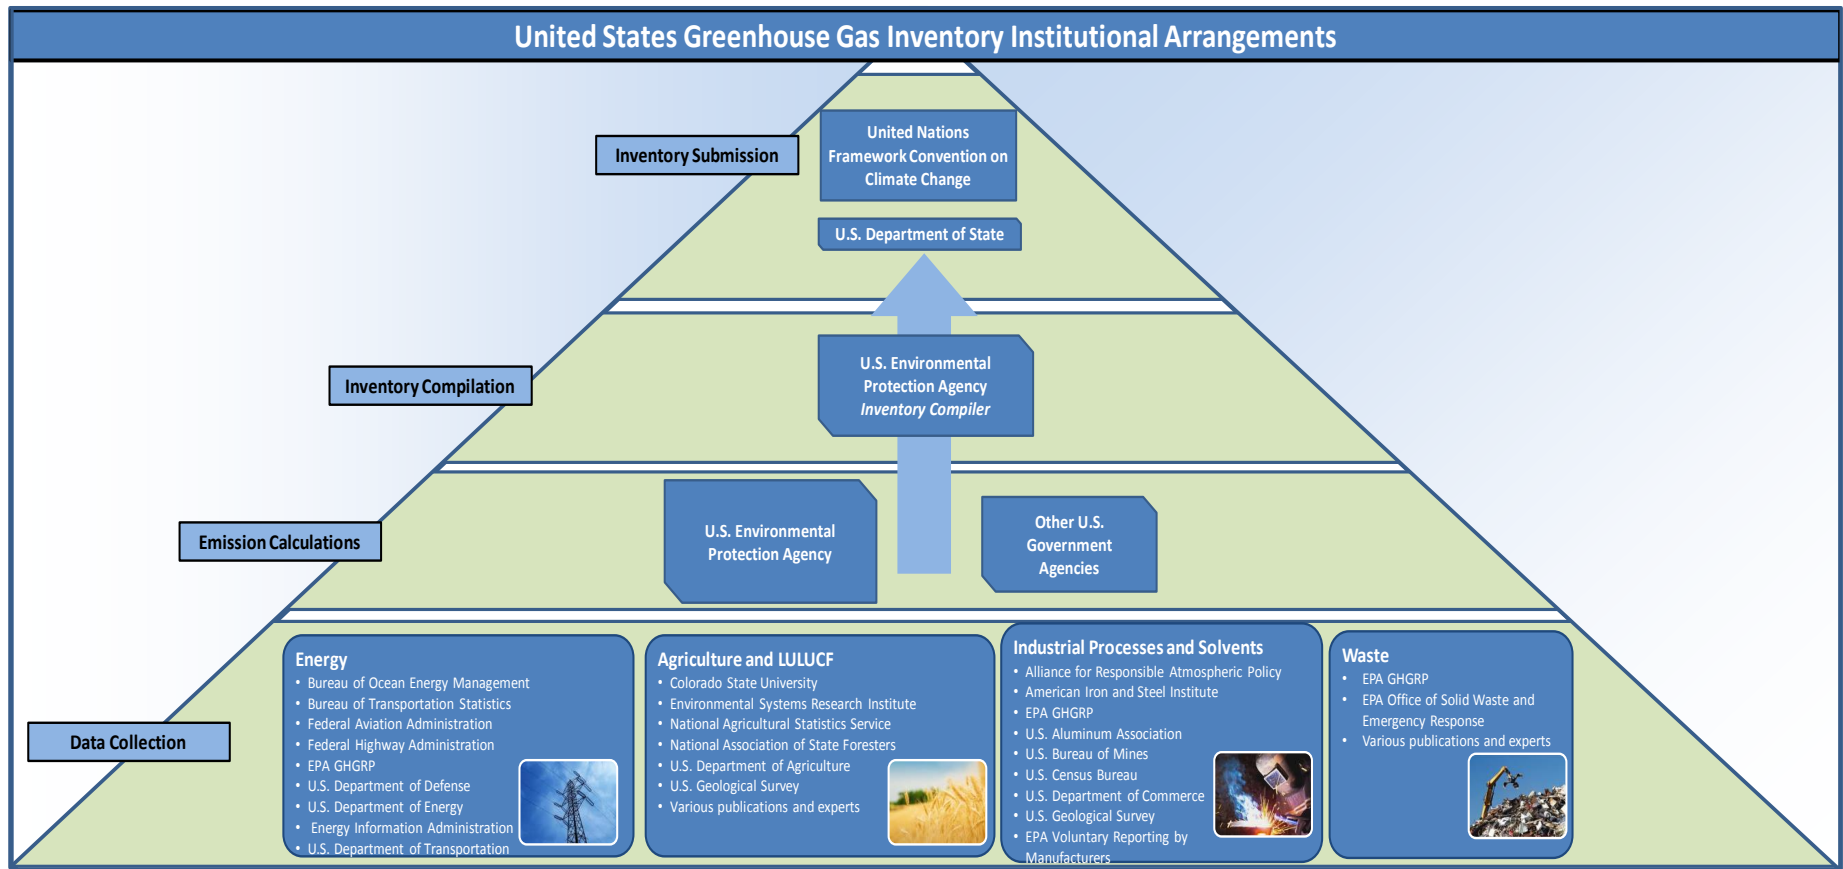 United States Greenhouse Gas Inventory Institutional Arrangements
Inventory Submission
United Nations
Framework Convention on
Climate Change
U.S. Department of State
Inventory Compilation
U.S. Environmental
Protection Agency
Inventory Compiler
Emission Calculations
U.S. Environmental
Protection Agency
Other U.S.
Government
Agencies
Data Collection
Energy
• Bureau of Ocean Energy Management
• Bureau of Transportation Statistics
• Federal Aviation Administration
• Federal Highway Administration
• EPA GHGRP
• U.S. Department of Defense
• U.S. Department of Energy
• Energy Information Administration
• U.S. Department of Transportation
Agriculture and LULUCF
• Colorado State University
• Environmental Systems Research Institute
• National Agricultural Statistics Service
• National Association of State Foresters
• U.S. Department of Agriculture
• U.S. Geological Survey
• Various publications and experts
Industrial Processes and Solvents
• Alliance for Responsible Atmospheric Policy
• American Iron and Steel Institute
• EPA GHGRP
• U.S. Aluminum Association
• U.S. Bureau of Mines
• U.S. Census Bureau
• U.S. Department of Commerce
• U.S. Geological Survey
• EPA Voluntary Reporting by
Manufacturers
Waste
• EPA GHGRP
• EPA Office of Solid Waste and
Emergency Response
• Various publications and experts